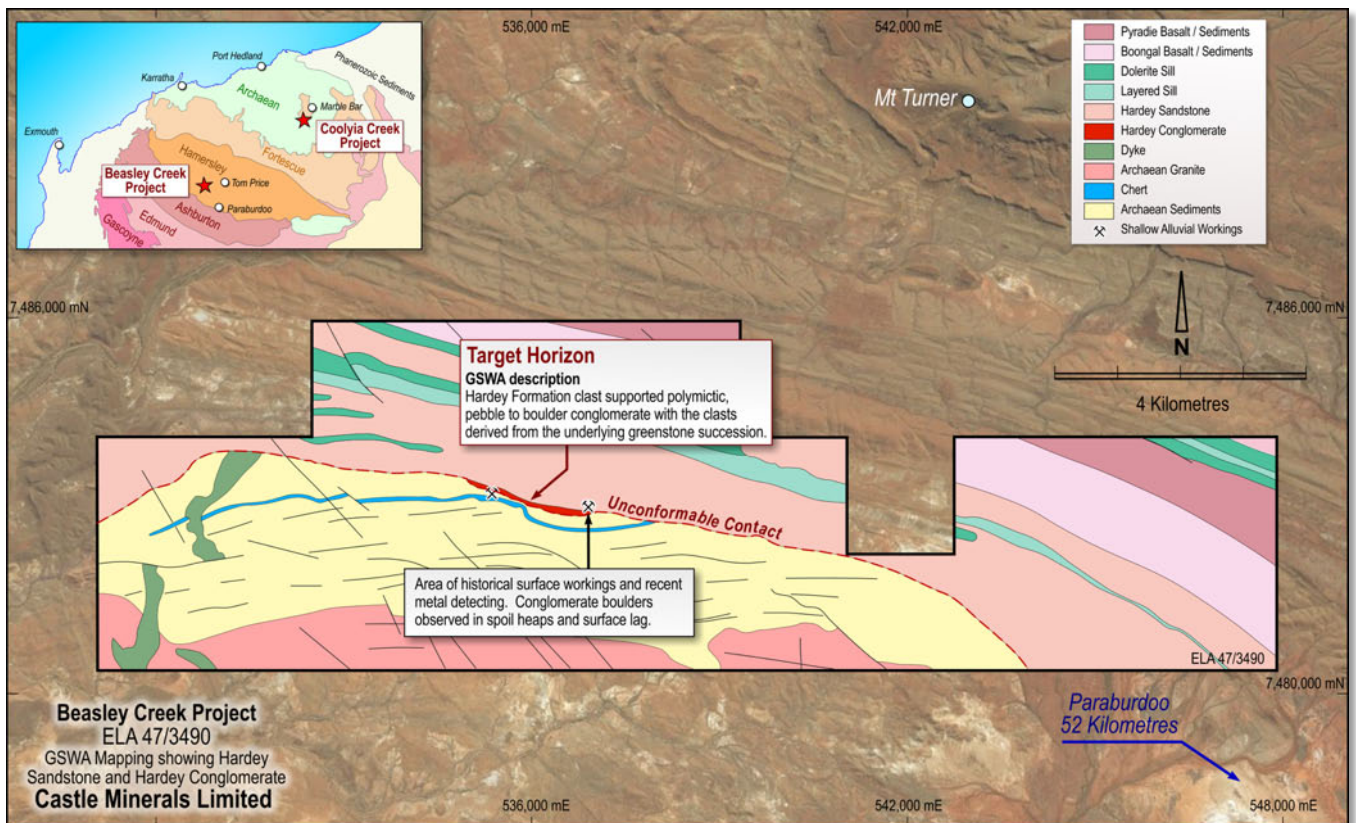 536,000 mE
542,000 mE
Port Hedland
Karratha
Phanerozoic Sediments
Archaean
Marble Bar
Exmouth
Coolyia Creek
Project
Fortescue
Hamersley
Beasley Creek
Project
Tom Price
Paraburdoo
Ashburton
Edmund
Gascoyne
Mt Turner
Pyradie Basalt / Sediments
Boongal Basalt / Sediments
Dolerite Sill
Layered Sill
Hardey Sandstone
Hardey Conglomerate
Dyke
Archaean Granite
Chert
Archaean Sediments
Shallow Alluvial Workings
7,486,000 mN
7,486,000 mN
N
4 Kilometres
Target Horizon
GSWA description
Hardey Formation clast supported polymictic,
pebble to boulder conglomerate with the clasts
derived from the underlying greenstone succession.
Unconformable Contact
Area of historical surface workings and recent
metal detecting. Conglomerate boulders
observed in spoil heaps and surface lag.
ELA 47/3490
7,480,000 mN
Beasley Creek Project
ELA 47/3490
GSWA Mapping showing Hardey
Sandstone and Hardey Conglomerate
Castle Minerals Limited
Paraburdoo
52 Kilometres
536,000 mE
542,000 mE
548,000 mE